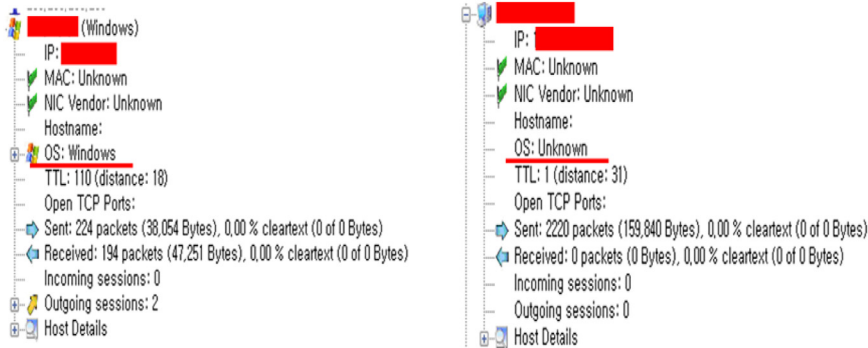 (Windows)
IP:
MAC: Unknown
NIC Vendor: Unknown
Hostname:
OS: Windows
TTL: 110 (distance: 18)
Open TCP Ports:
Sent: 224 packets (38,054 Bytes), 0,00 % cleartext (0 of 0 Bytes)
Received: 194 packets (47,251 Bytes), 0,00 % cleartext (0 of 0 Bytes)
Incoming sessions: 0
Outgoing sessions: 2
Host Details
IP:
MAC: Unknown
NIC Vendor: Unknown
Hostname:
OS: Unknown
TTL: 1 (distance: 31)
Open TCP Ports:
Sent: 2220 packets (159,840 Bytes), 0,00 % cleartext (0 of 0 Bytes)
Received: 0 packets (0 Bytes), 0,00 % cleartext (0 of 0 Bytes)
Incoming sessions: 0
Outgoing sessions: 0
Host Details